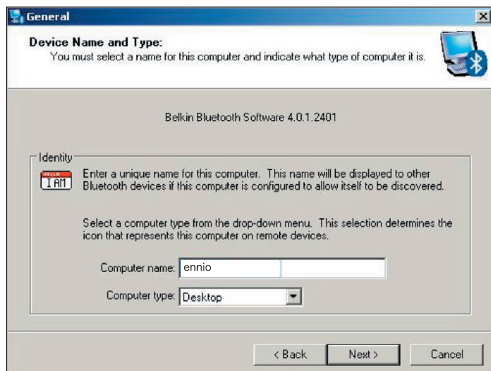 General
Device Name and Type:
You must select a name for this computer and indicate what type of computer it is.
Belkin Bluetooth Software 4.0.1.2401
Identity
Enter a unique name for this computer. This name will be displayed to other
Bluetooth devices if this computer is configured to allow itself to be discovered.
I AM
Select a computer type from the drop-down menu. This selection determines the
icon that represents this computer on remote devices.
Computer name: ennio
Computer type: Desktop
< Back Next > Cancel